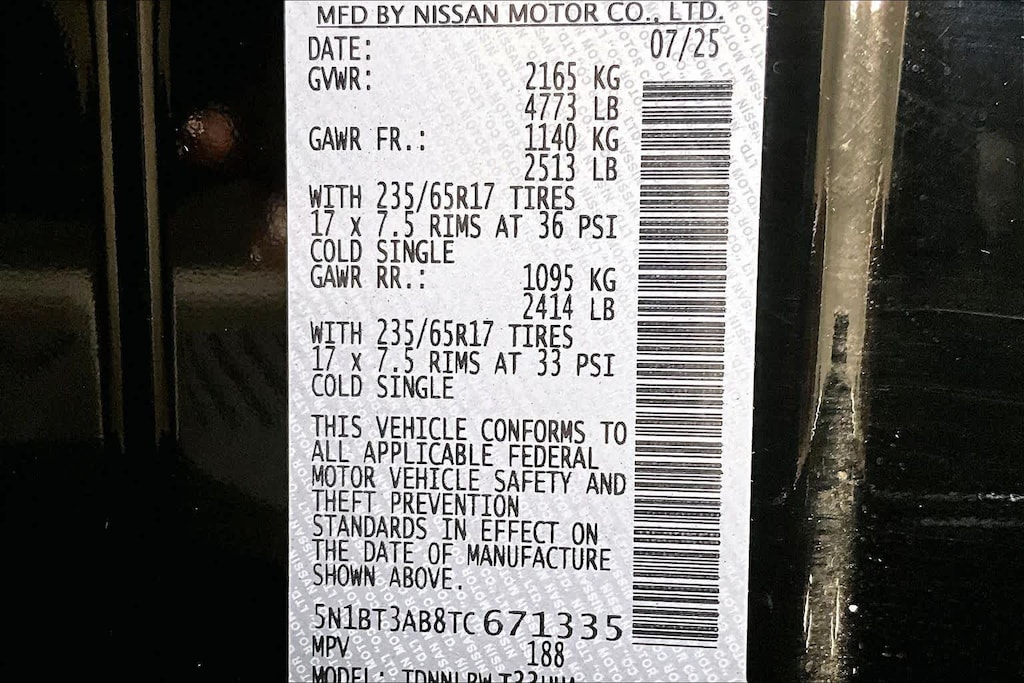 MFD BY NISSAN MOTOR CO., LTD.
DATE: 07/25
GVWR: 2165 KG
4773 LB
GAWR FR.: 1140 KG
2513 LB
WITH 235/65R17 TIRES
17 x 7.5 RIMS AT 36 PSI
COLD SINGLE
GAWR RR.: 1095 KG
2414 LB
WITH 235/65R17 TIRES
17 x 7.5 RIMS AT 33 PSI
COLD SINGLE
THIS VEHICLE CONFORMS TO
ALL APPLICABLE FEDERAL
MOTOR VEHICLE SAFETY AND
THEFT PREVENTION
STANDARDS IN EFFECT ON
THE DATE OF MANUFACTURE
SHOWN ABOVE.
5N1BT3AB8TC671335
MPV 188
MODEL: